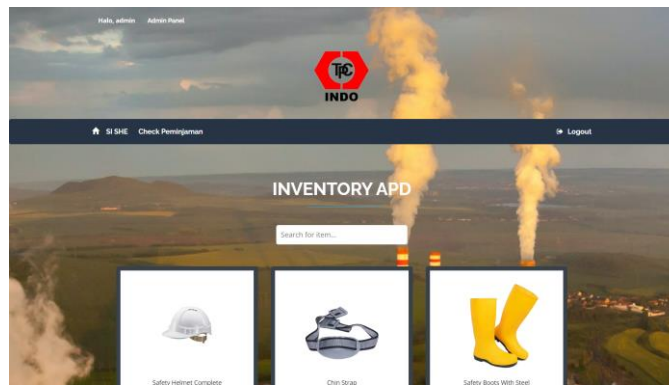 Halo, admin Admin Panel
TPC
INDO
SI SHE Check Peminjaman Logout
INVENTORY APD
Search for item...
Safety Helmet Complete Chin Strap Safety Boots With Steel